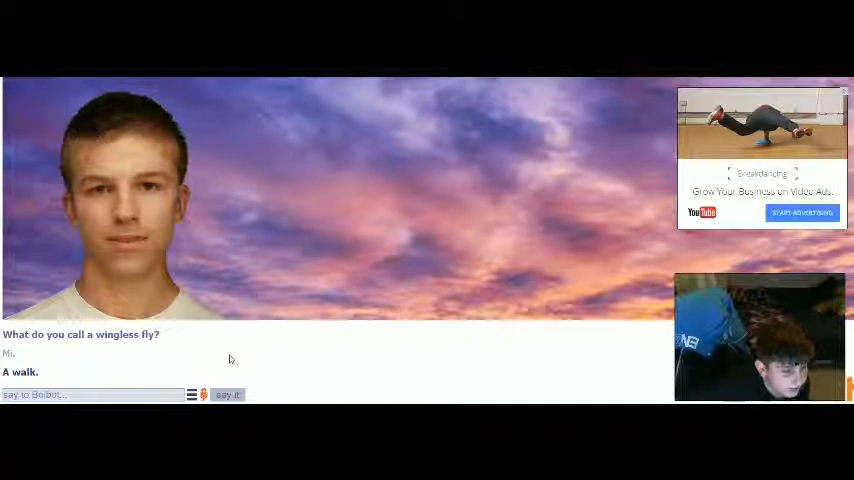 Breakdancing
Grow Your Business on Video Ads.
YouTube
START ADVERTISING
What do you call a wingless fly?
Mi.
A walk.
say to Boibot...
say it